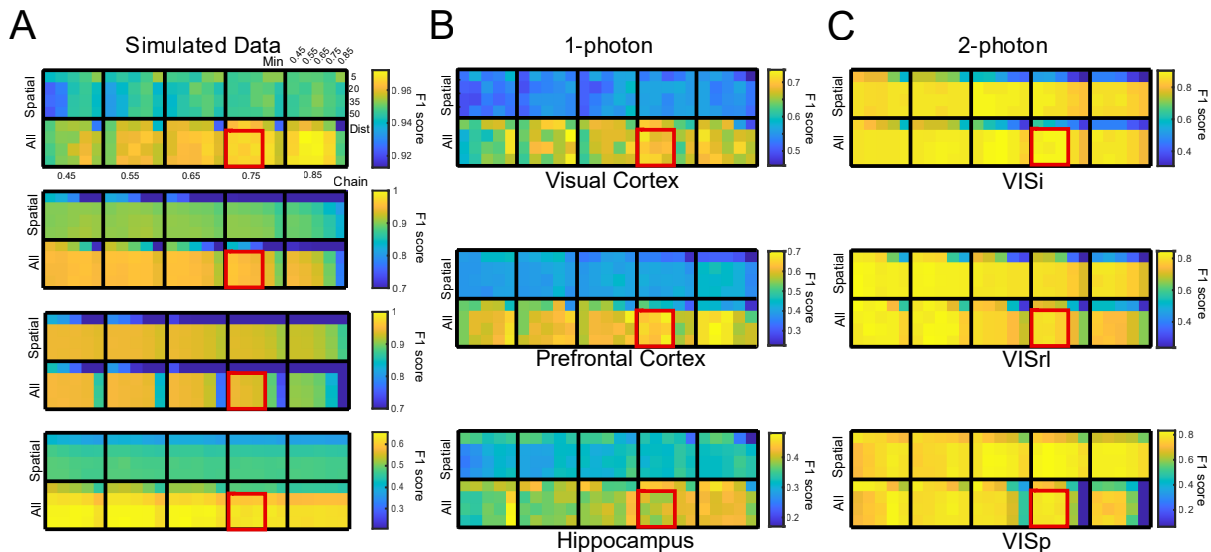 A
B
C
Simulated Data
1-photon
2-photon
Min
0.45
0.55
0.65
0.75
0.85
5
20
35
50
Dist
Spatial
All
0.96
0.94
0.92
F1 score
0.45
0.55
0.65
0.75
0.85
Chain
Spatial
All
1
0.9
0.8
0.7
F1 score
Spatial
All
1
0.9
0.8
0.7
F1 score
Spatial
All
0.6
0.5
0.4
0.3
F1 score
Spatial
All
0.7
0.6
0.5
F1 score
Visual Cortex
Spatial
All
0.7
0.6
0.5
0.4
0.3
F1 score
Prefrontal Cortex
Spatial
All
0.4
0.3
0.2
F1 score
Hippocampus
Spatial
All
0.8
0.6
0.4
F1 score
VISi
Spatial
All
0.8
0.6
0.4
F1 score
VISrl
Spatial
All
0.8
0.6
0.4
0.2
F1 score
VISp